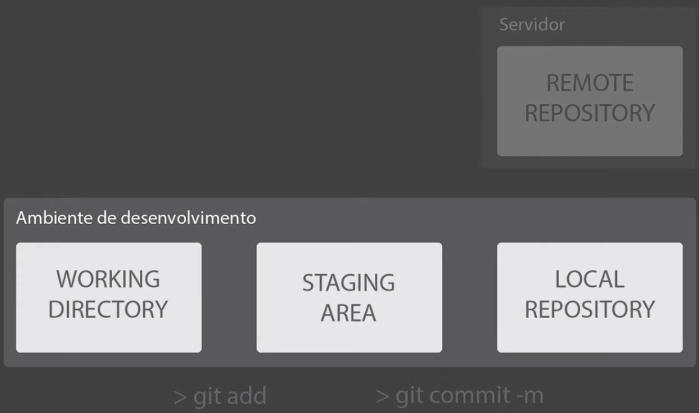 Servidor
REMOTE
REPOSITORY
Ambiente de desenvolvimento
WORKING
DIRECTORY
STAGING
AREA
LOCAL
REPOSITORY
> git add
> git commit -m